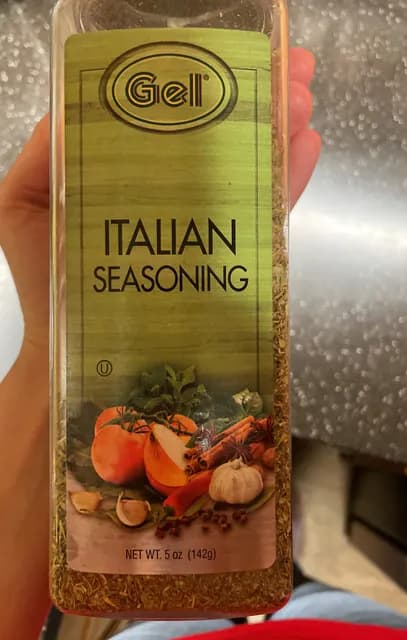 Gel®
ITALIAN
SEASONING
U
NET WT. 5 oz (142g)